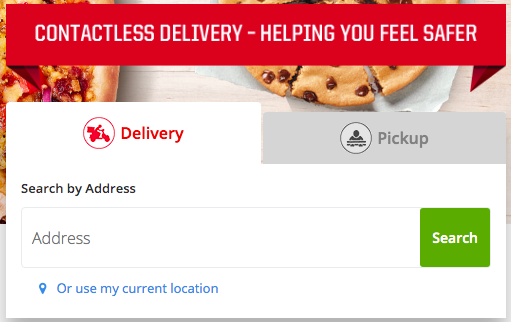 CONTACTLESS DELIVERY - HELPING YOU FEEL SAFER
Delivery
Pickup
Search by Address
Address
Search
Or use my current location